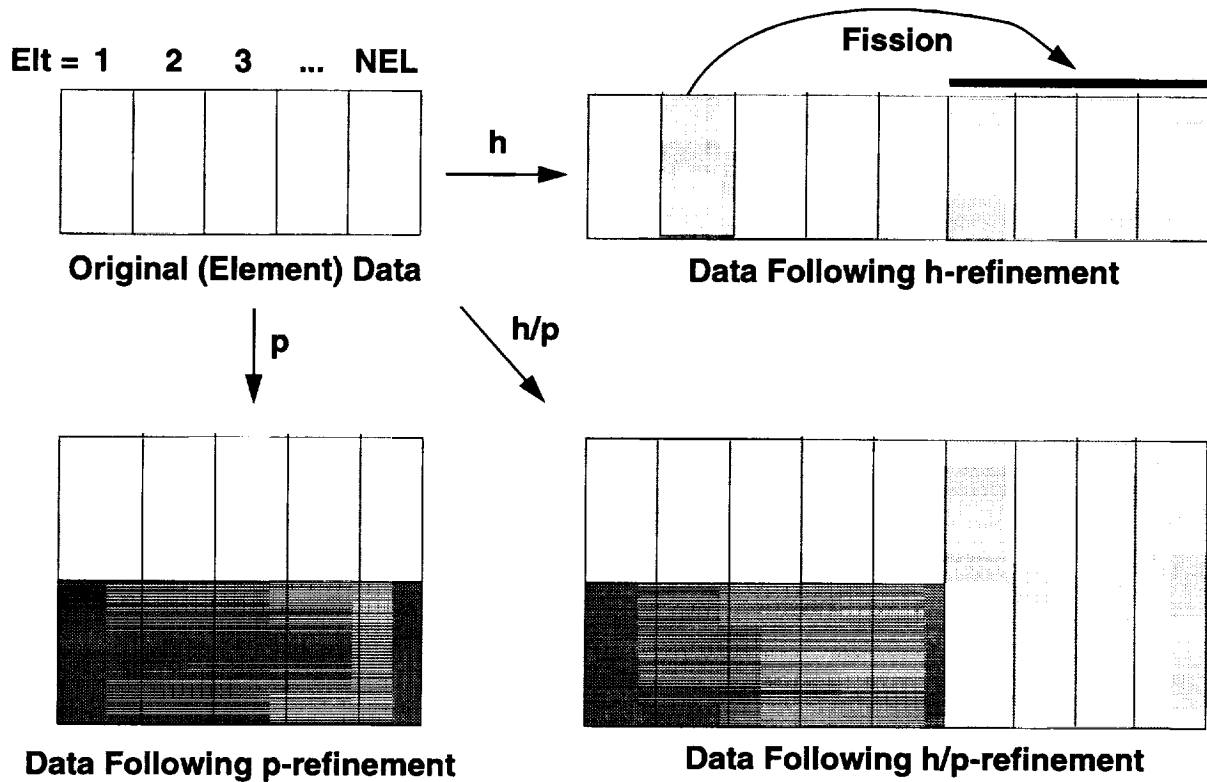 Fission
Elt = 1 2 3 ... NEL
h
Original (Element) Data
Data Following h-refinement
p
h/p
Data Following p-refinement
Data Following h/p-refinement